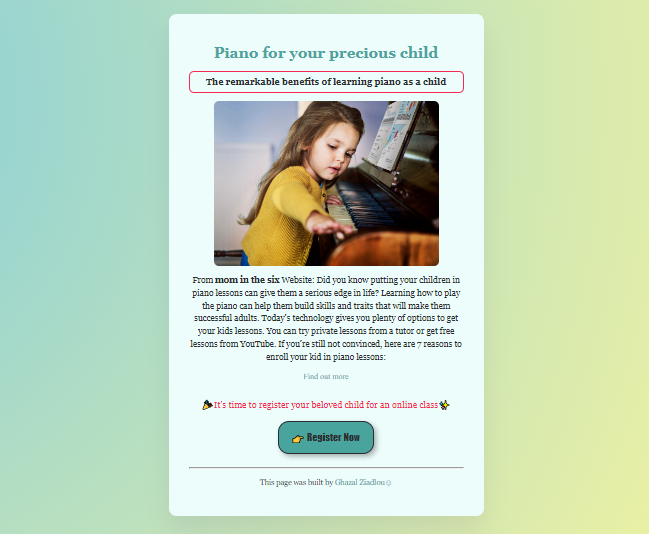 Piano for your precious child
The remarkable benefits of learning piano as a child
From mom in the six Website: Did you know putting your children in
piano lessons can give them a serious edge in life? Learning how to play
the piano can help them build skills and traits that will make them
successful adults. Today's technology gives you plenty of options to get
your kids lessons. You can try private lessons from a tutor or get free
lessons from YouTube. If you're still not convinced, here are 7 reasons to
enroll your kid in piano lessons:
Find out more
🎉It's time to register your beloved child for an online class✨
👉 Register Now
This page was built by Ghazal Ziadlou☺